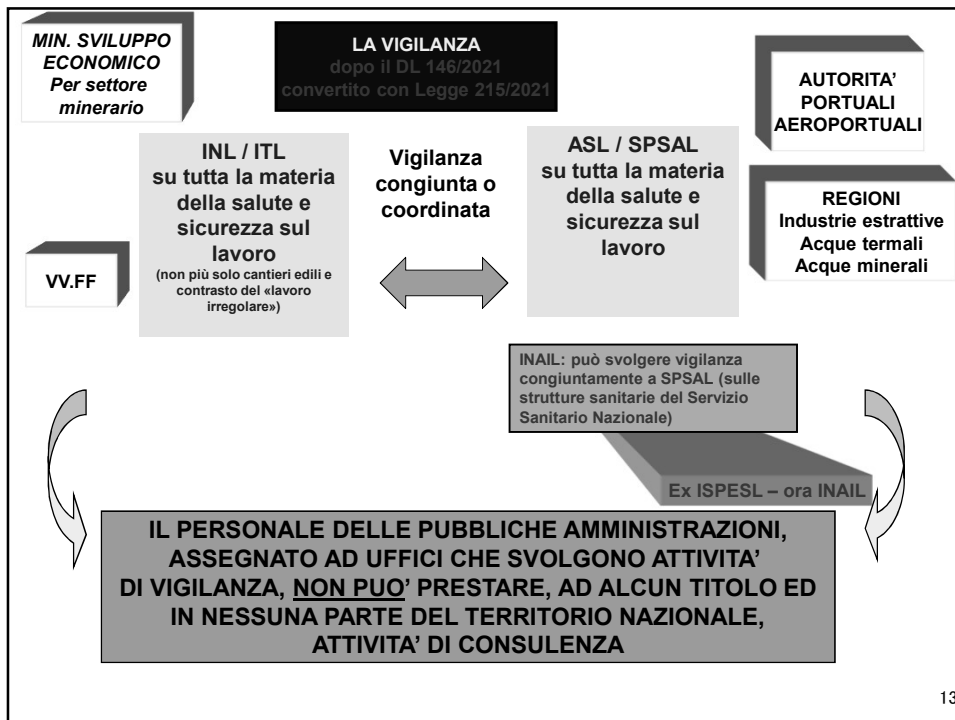 MIN. SVILUPPO
ECONOMICO
Per settore
minerario
LA VIGILANZA
dopo il DL 146/2021
convertito con Legge 215/2021
AUTORITA’
PORTUALI
AEROPORTUALI
INL / ITL
su tutta la materia
della salute e
sicurezza sul
lavoro
(non più solo cantieri edili e
contrasto del «lavoro
irregolare»)
Vigilanza
congiunta o
coordinata
ASL / SPSAL
su tutta la materia
della salute e
sicurezza sul
lavoro
REGIONI
Industrie estrattive
Acque termali
Acque minerali
VV.FF
INAIL: può svolgere vigilanza
congiuntamente a SPSAL (sulle
strutture sanitarie del Servizio
Sanitario Nazionale)
Ex ISPESL – ora INAIL
IL PERSONALE DELLE PUBBLICHE AMMINISTRAZIONI,
ASSEGNATO AD UFFICI CHE SVOLGONO ATTIVITA’
DI VIGILANZA, NON PUO’ PRESTARE, AD ALCUN TITOLO ED
IN NESSUNA PARTE DEL TERRITORIO NAZIONALE,
ATTIVITA’ DI CONSULENZA
13